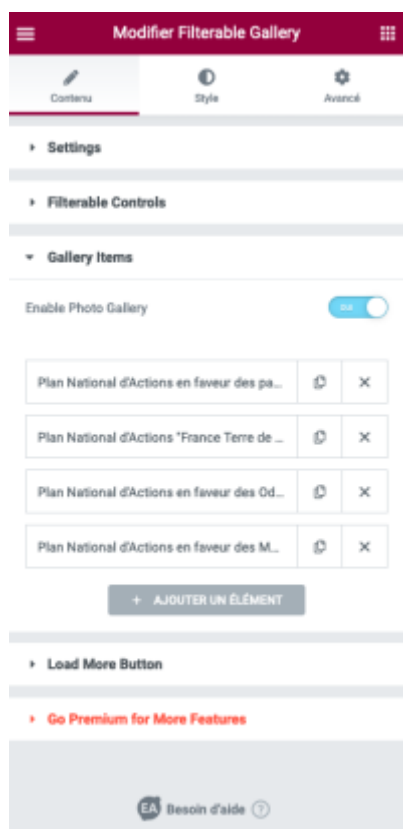 Modifier Filterable Gallery
Contenu Style Avancé
Settings
Filterable Controls
Gallery Items
Enable Photo Gallery OUI
Plan National d'Actions en faveur des pa...
Plan National d'Actions "France Terre de ...
Plan National d'Actions en faveur des Od...
Plan National d'Actions en faveur des M...
+ AJOUTER UN ÉLÉMENT
Load More Button
Go Premium for More Features
EA Besoin d'aide ?